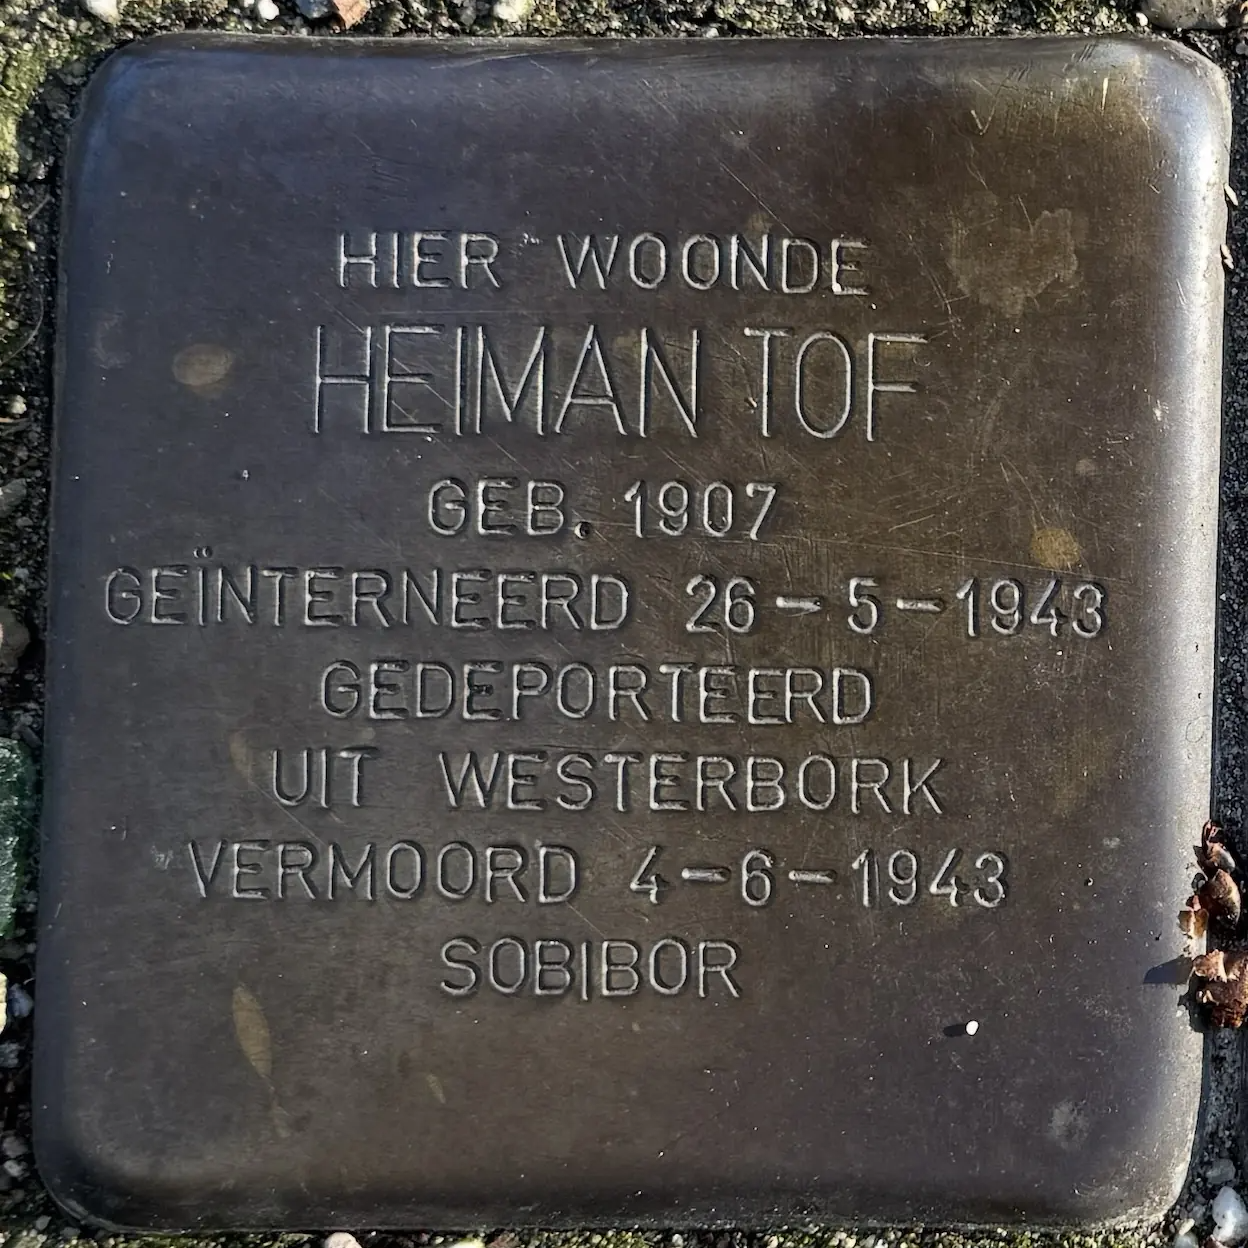 HIER WOONDE
HEIMAN TOF
GEB. 1907
GEÏNTERNEERD 26-5-1943
GEDEPORTEERD
UIT WESTERBORK
VERMOORD 4-6-1943
SOBIBOR